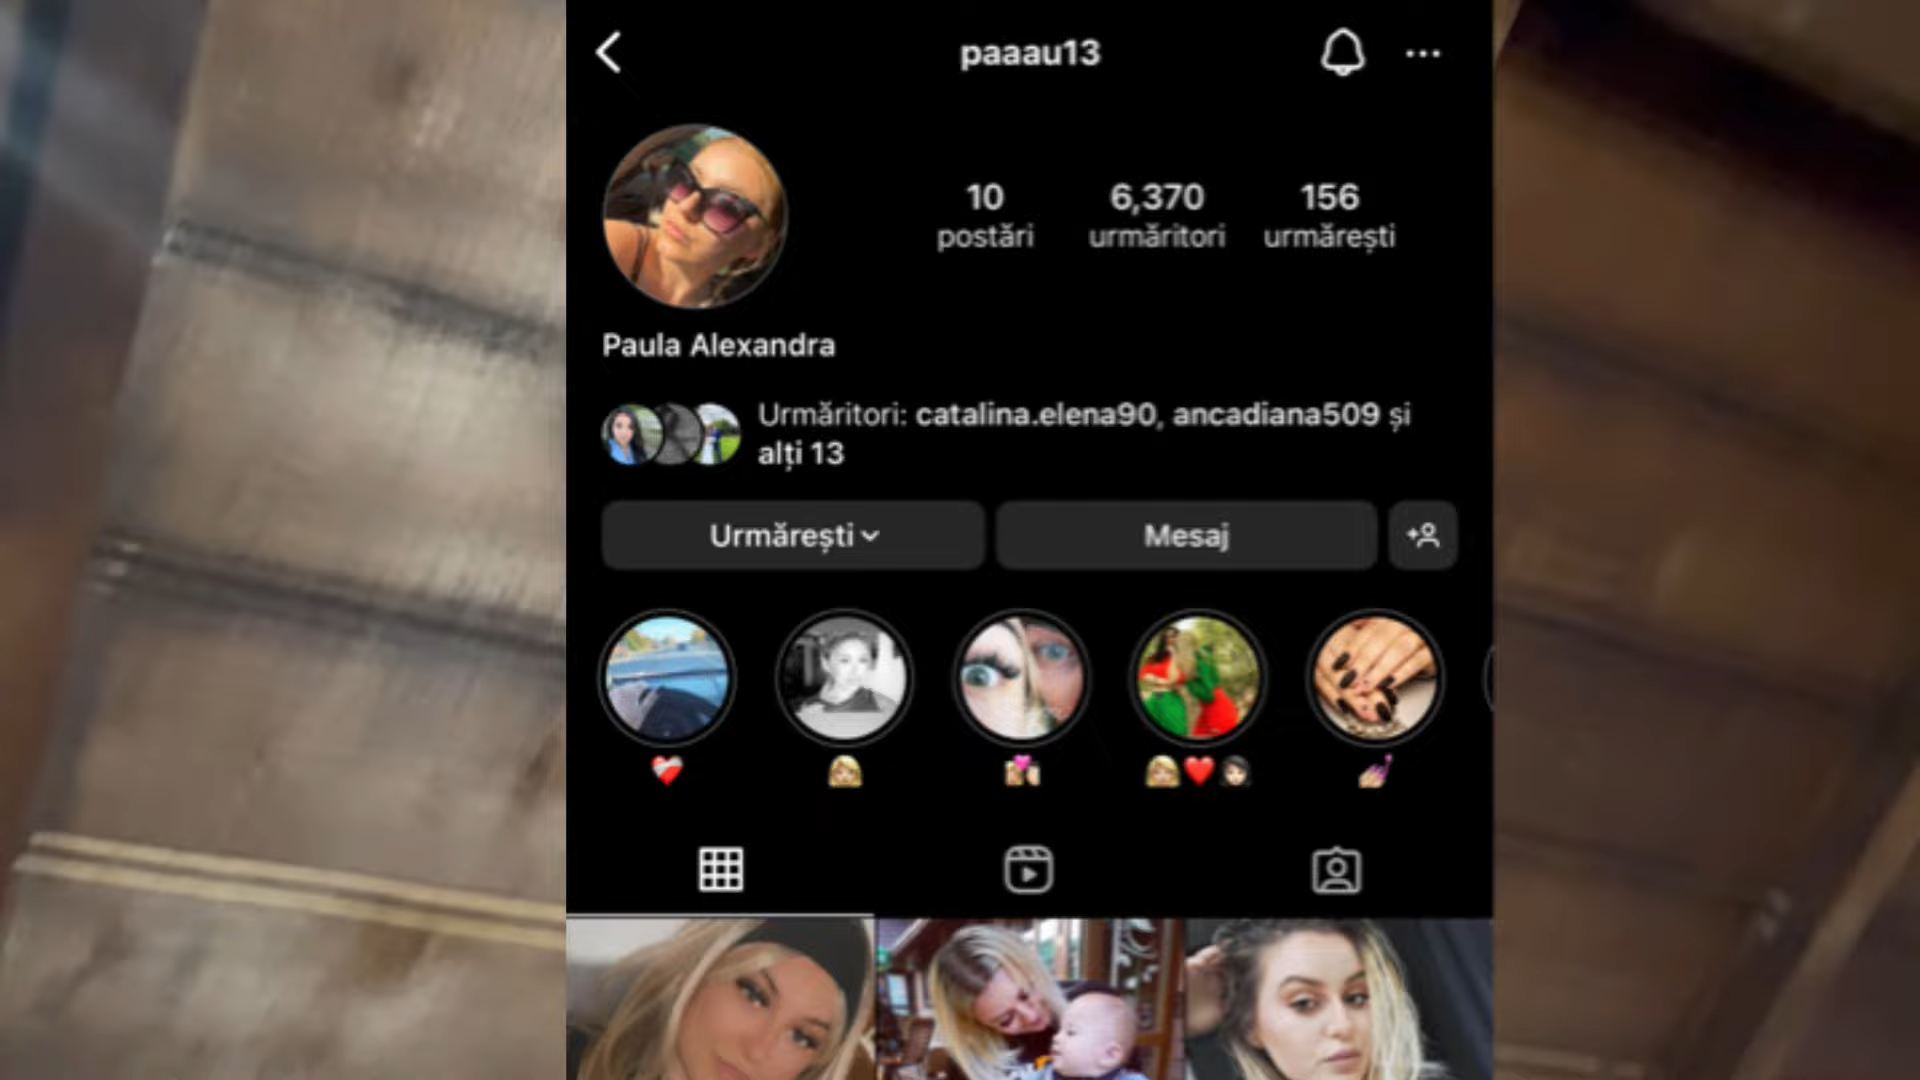 paaau13
10
6,370
156
postări
urmăritori
urmărești
Paula Alexandra
Urmăritori: catalina.elena90, ancadiana509 și
alți 13
Urmărești
Mesaj